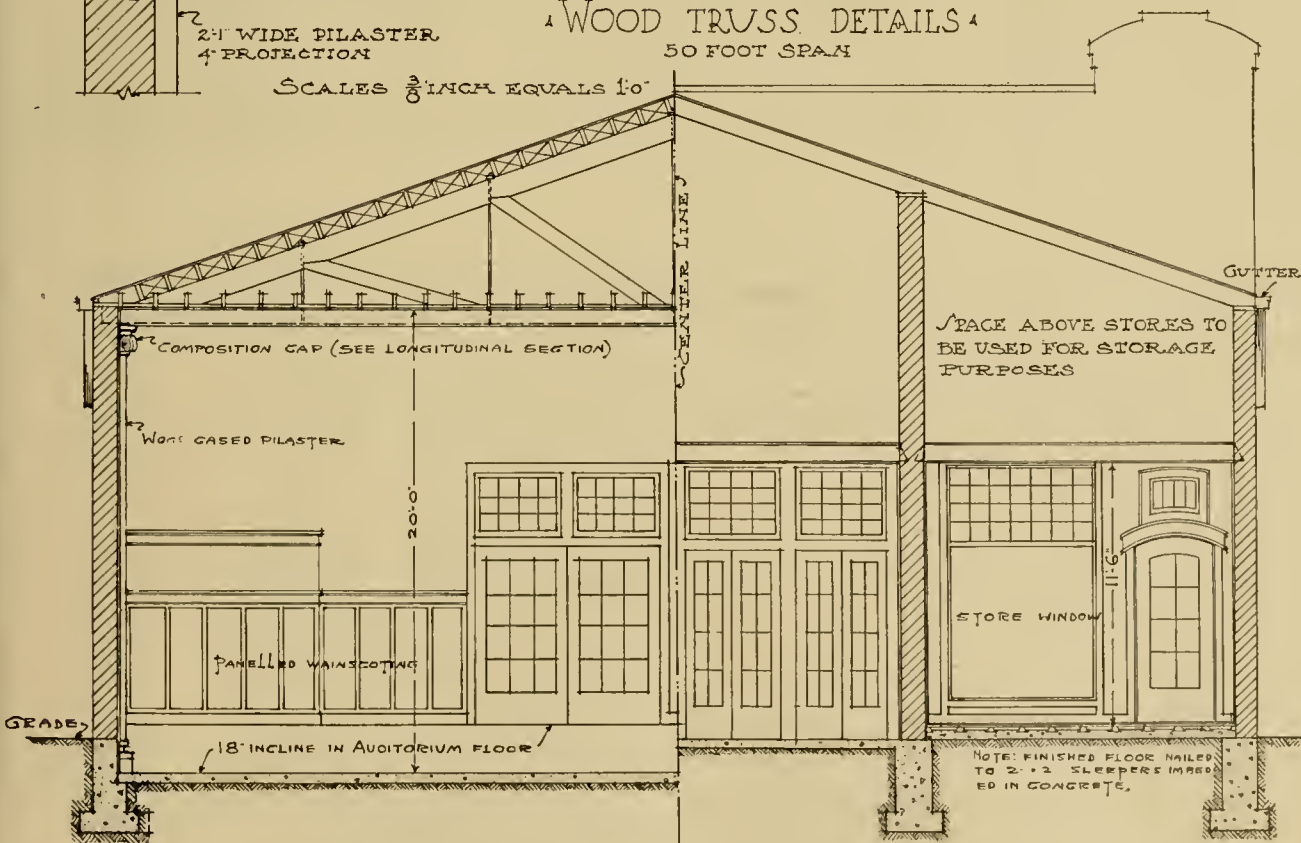 WOOD TRUSS DETAILS
50 FOOT SPAN
2'-1" WIDE PILASTER
4" PROJECTION
SCALES 3/8 INCH EQUALS 1'-0"
CENTER LINE
GUTTER
COMPOSITION CAP (SEE LONGITUDINAL SECTION)
SPACE ABOVE STORES TO
BE USED FOR STORAGE
PURPOSES
CASED PILASTER
20'-0"
11'-6"
STORE WINDOW
PANELLED WAINSCOTING
GRADE
18" INCLINE IN AUDITORIUM FLOOR
NOTE: FINISHED FLOOR NAILED
TO SLEEPERS IMBED
ED IN CONCRETE.